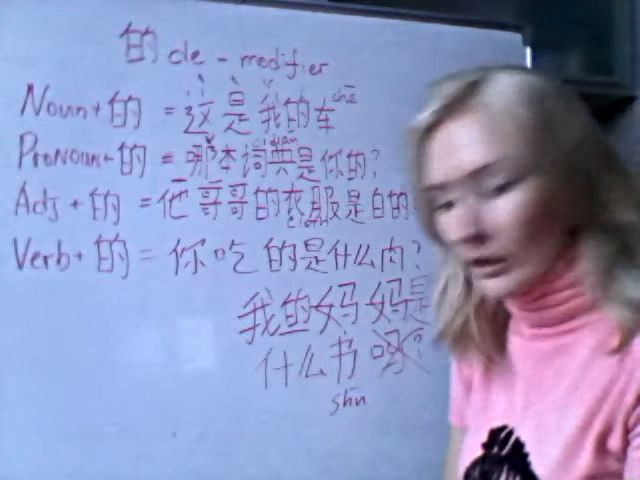 的 de - modifier
Noun + 的 = 这是我的车 chē
Pronoun + 的 = 哪本词典是你的?
diǎn
Adj + 的 = 他哥哥的衣服是白的.
Verb + 的 = 你吃的是什么肉?
我的妈妈是
什么书
shū